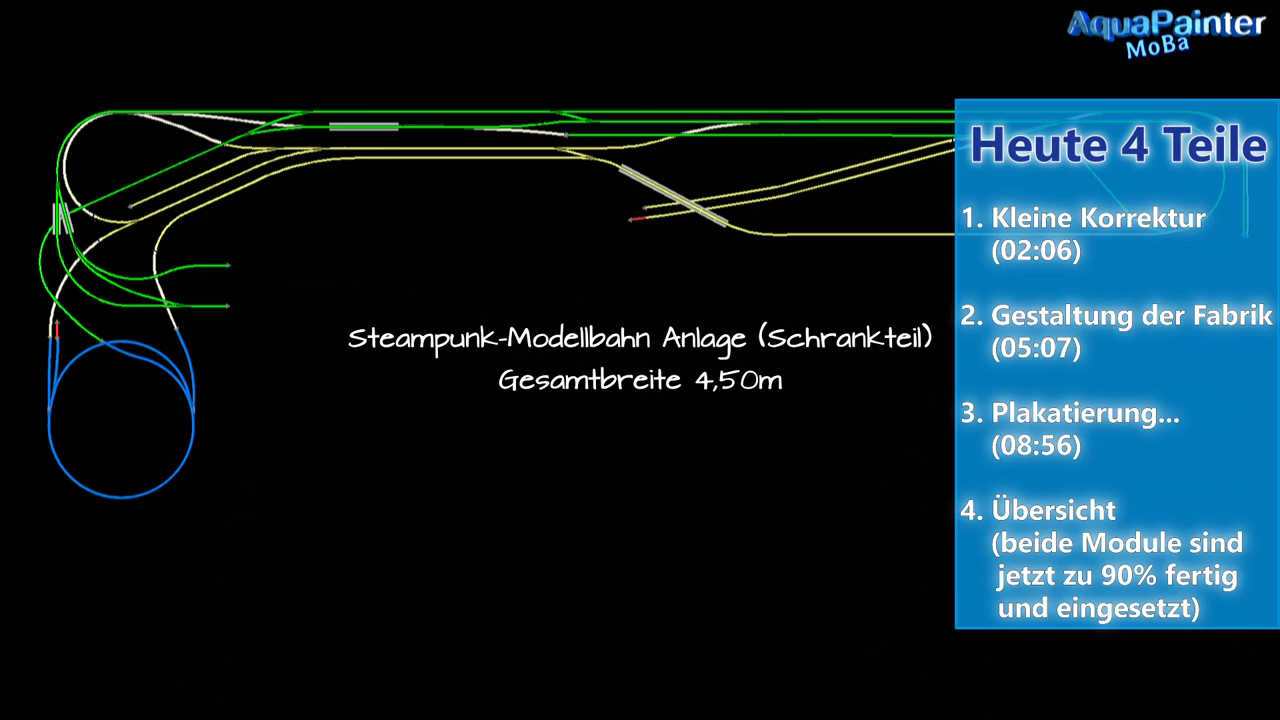 AquaPainter
MoBa
Heute 4 Teile
1. Kleine Korrektur
(02:06)
2. Gestaltung der Fabrik
(05:07)
3. Plakatierung...
(08:56)
4. Übersicht
(beide Module sind
jetzt zu 90% fertig
und eingesetzt)
Steampunk-Modellbahn Anlage (Schrankteil)
Gesamtbreite 4,50m